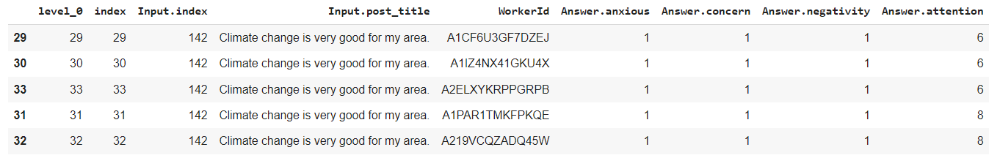 level_0 index Input.index Input.post_title WorkerId Answer.anxious Answer.concern Answer.negativity Answer.attention
29 29 29 142 Climate change is very good for my area. A1CF6U3GF7DZEJ 1 1 1 6
30 30 30 142 Climate change is very good for my area. A1IZ4NX41GKU4X 1 1 1 6
33 33 33 142 Climate change is very good for my area. A2ELXYKRPPGRPB 1 1 1 6
31 31 31 142 Climate change is very good for my area. A1PAR1TMKFPKQE 1 1 1 8
32 32 32 142 Climate change is very good for my area. A219VCQZADQ45W 1 1 1 8